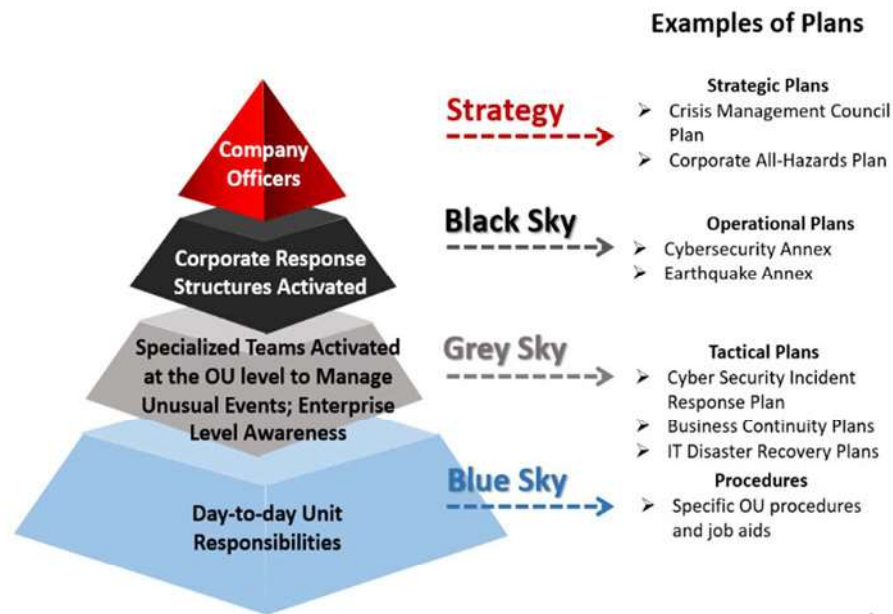 Examples of Plans
Company
Officers
Strategy
Strategic Plans
➢ Crisis Management Council
Plan
➢ Corporate All-Hazards Plan
Corporate Response
Structures Activated
Black Sky
Operational Plans
➢ Cybersecurity Annex
➢ Earthquake Annex
Specialized Teams Activated
at the OU level to Manage
Unusual Events; Enterprise
Level Awareness
Grey Sky
Tactical Plans
➢ Cyber Security Incident
Response Plan
➢ Business Continuity Plans
➢ IT Disaster Recovery Plans
Day-to-day Unit
Responsibilities
Blue Sky
Procedures
➢ Specific OU procedures
and job aids